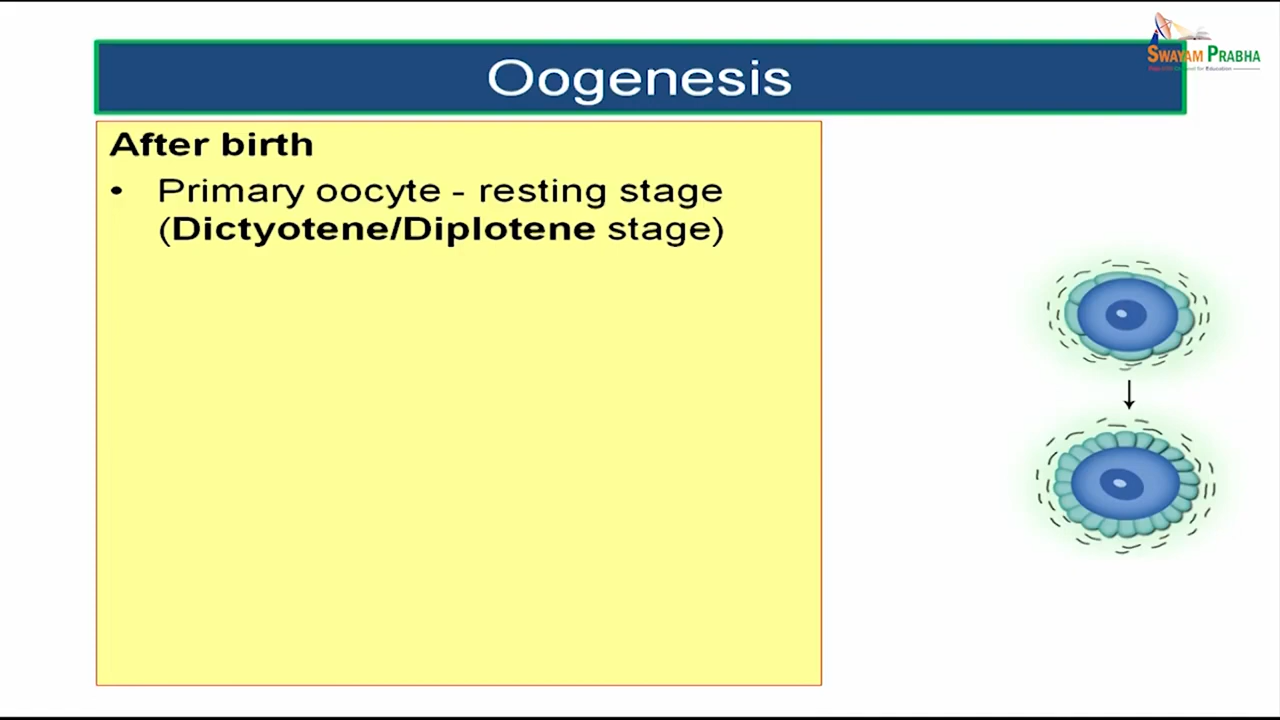 SWAYAM PRABHA
Oogenesis
After birth
• Primary oocyte - resting stage
(Dictyotene/Diplotene stage)